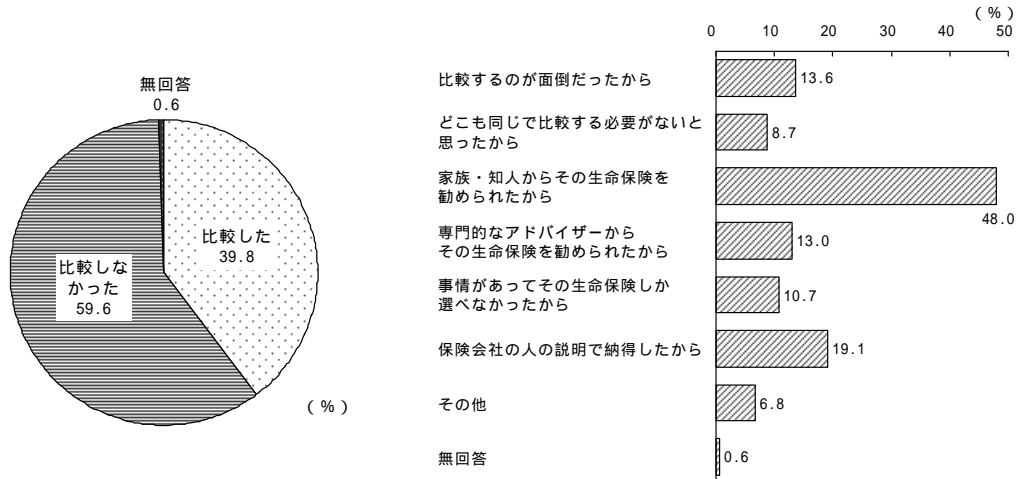 無回答
0.6
比較した
39.8
比較しな
かった
59.6
(%)
(%)
0 10 20 30 40 50
比較するのが面倒だったから
13.6
どこも同じで比較する必要がないと
思ったから
8.7
家族・知人からその生命保険を
勧められたから
48.0
専門的なアドバイザーから
その生命保険を勧められたから
13.0
事情があってその生命保険しか
選べなかったから
10.7
保険会社の人の説明で納得したから
19.1
その他
6.8
無回答
0.6